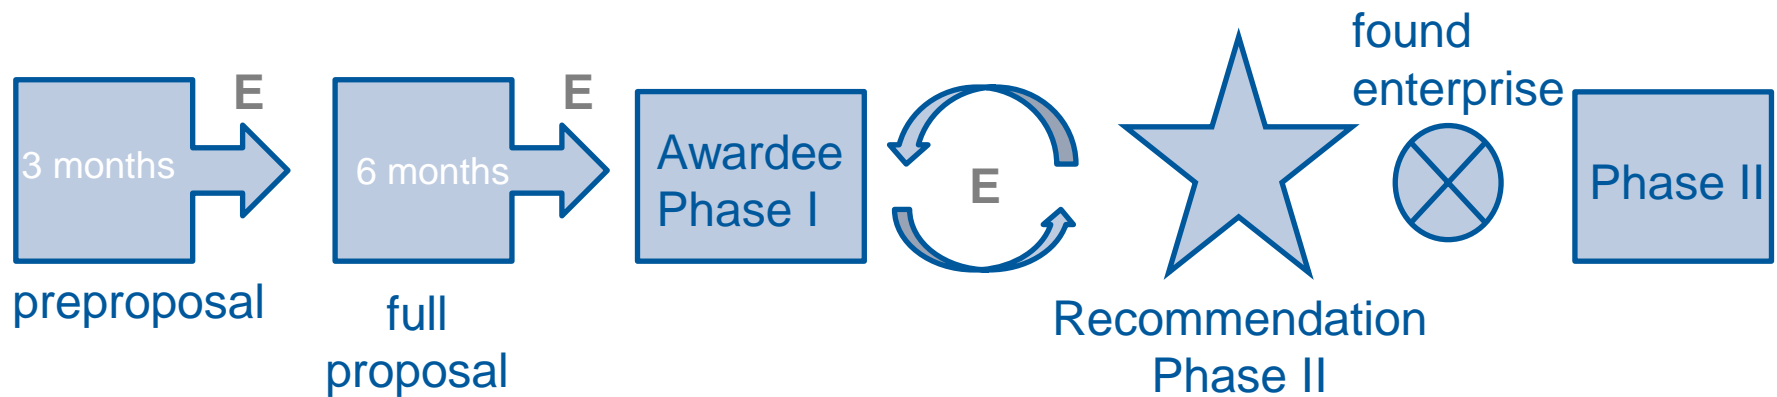 E
3 months
preproposal
E
6 months
full
proposal
Awardee
Phase I
E
Recommendation
Phase II
found
enterprise
Phase II